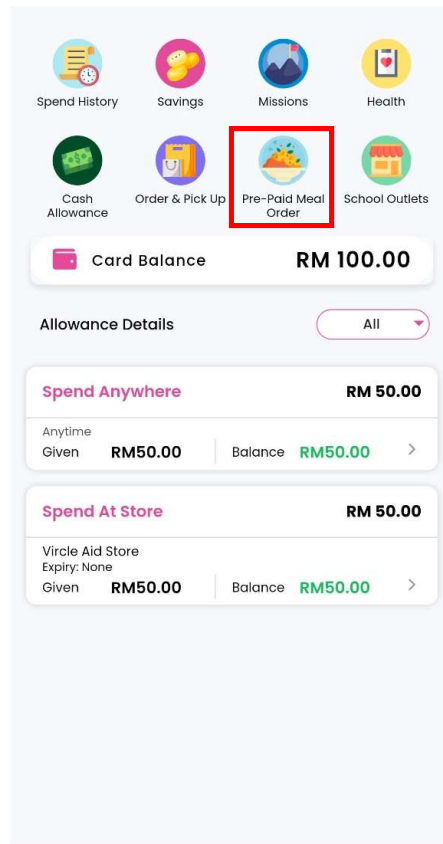 Spend History Savings Missions Health
Cash Allowance Order & Pick Up Pre-Paid Meal Order School Outlets
Card Balance RM 100.00
Allowance Details All
Spend Anywhere RM 50.00
Anytime
Given RM50.00 Balance RM50.00
Spend At Store RM 50.00
Vircle Aid Store
Expiry: None
Given RM50.00 Balance RM50.00